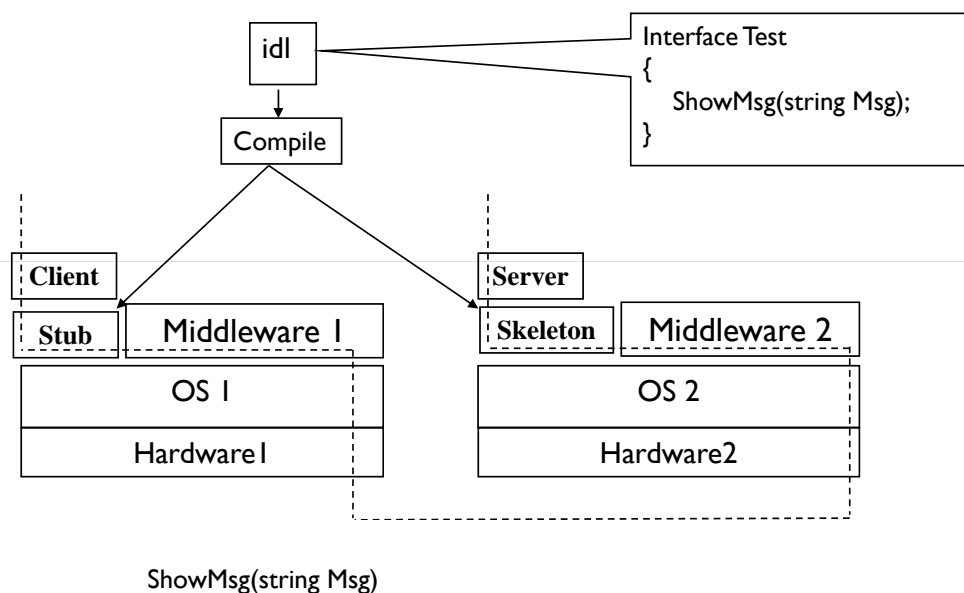 idl
Interface Test
{
ShowMsg(string Msg);
}
Compile
Client
Server
Stub
Middleware 1
Skeleton
Middleware 2
OS 1
OS 2
Hardware1
Hardware2
ShowMsg(string Msg)